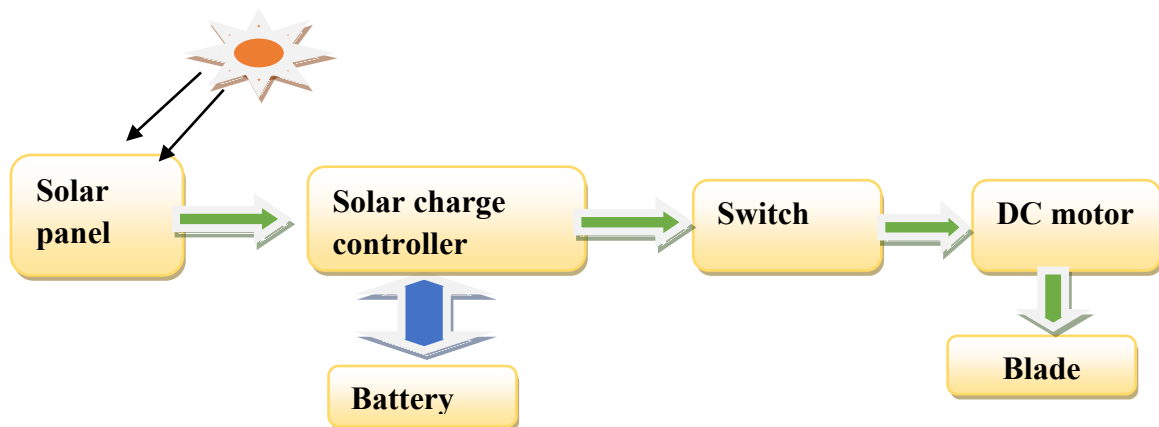 Solar
panel
Solar charge
controller
Switch
DC motor
Battery
Blade